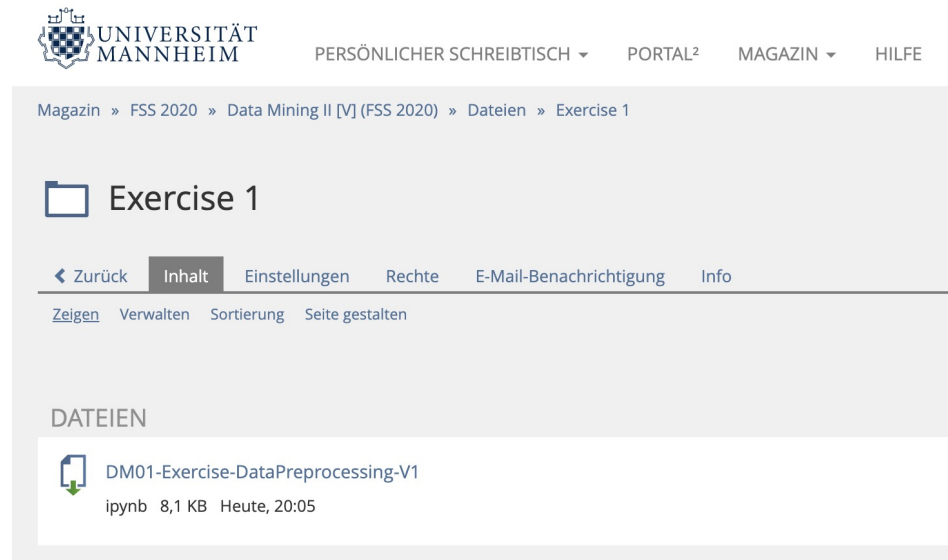 UNIVERSITÄT
MANNHEIM
PERSÖNLICHER SCHREIBTISCH PORTAL² MAGAZIN HILFE
Magazin » FSS 2020 » Data Mining II [V] (FSS 2020) » Dateien » Exercise 1
Exercise 1
Zurück Inhalt Einstellungen Rechte E-Mail-Benachrichtigung Info
Zeigen Verwalten Sortierung Seite gestalten
DATEIEN
DM01-Exercise-DataPreprocessing-V1
ipynb 8,1 KB Heute, 20:05